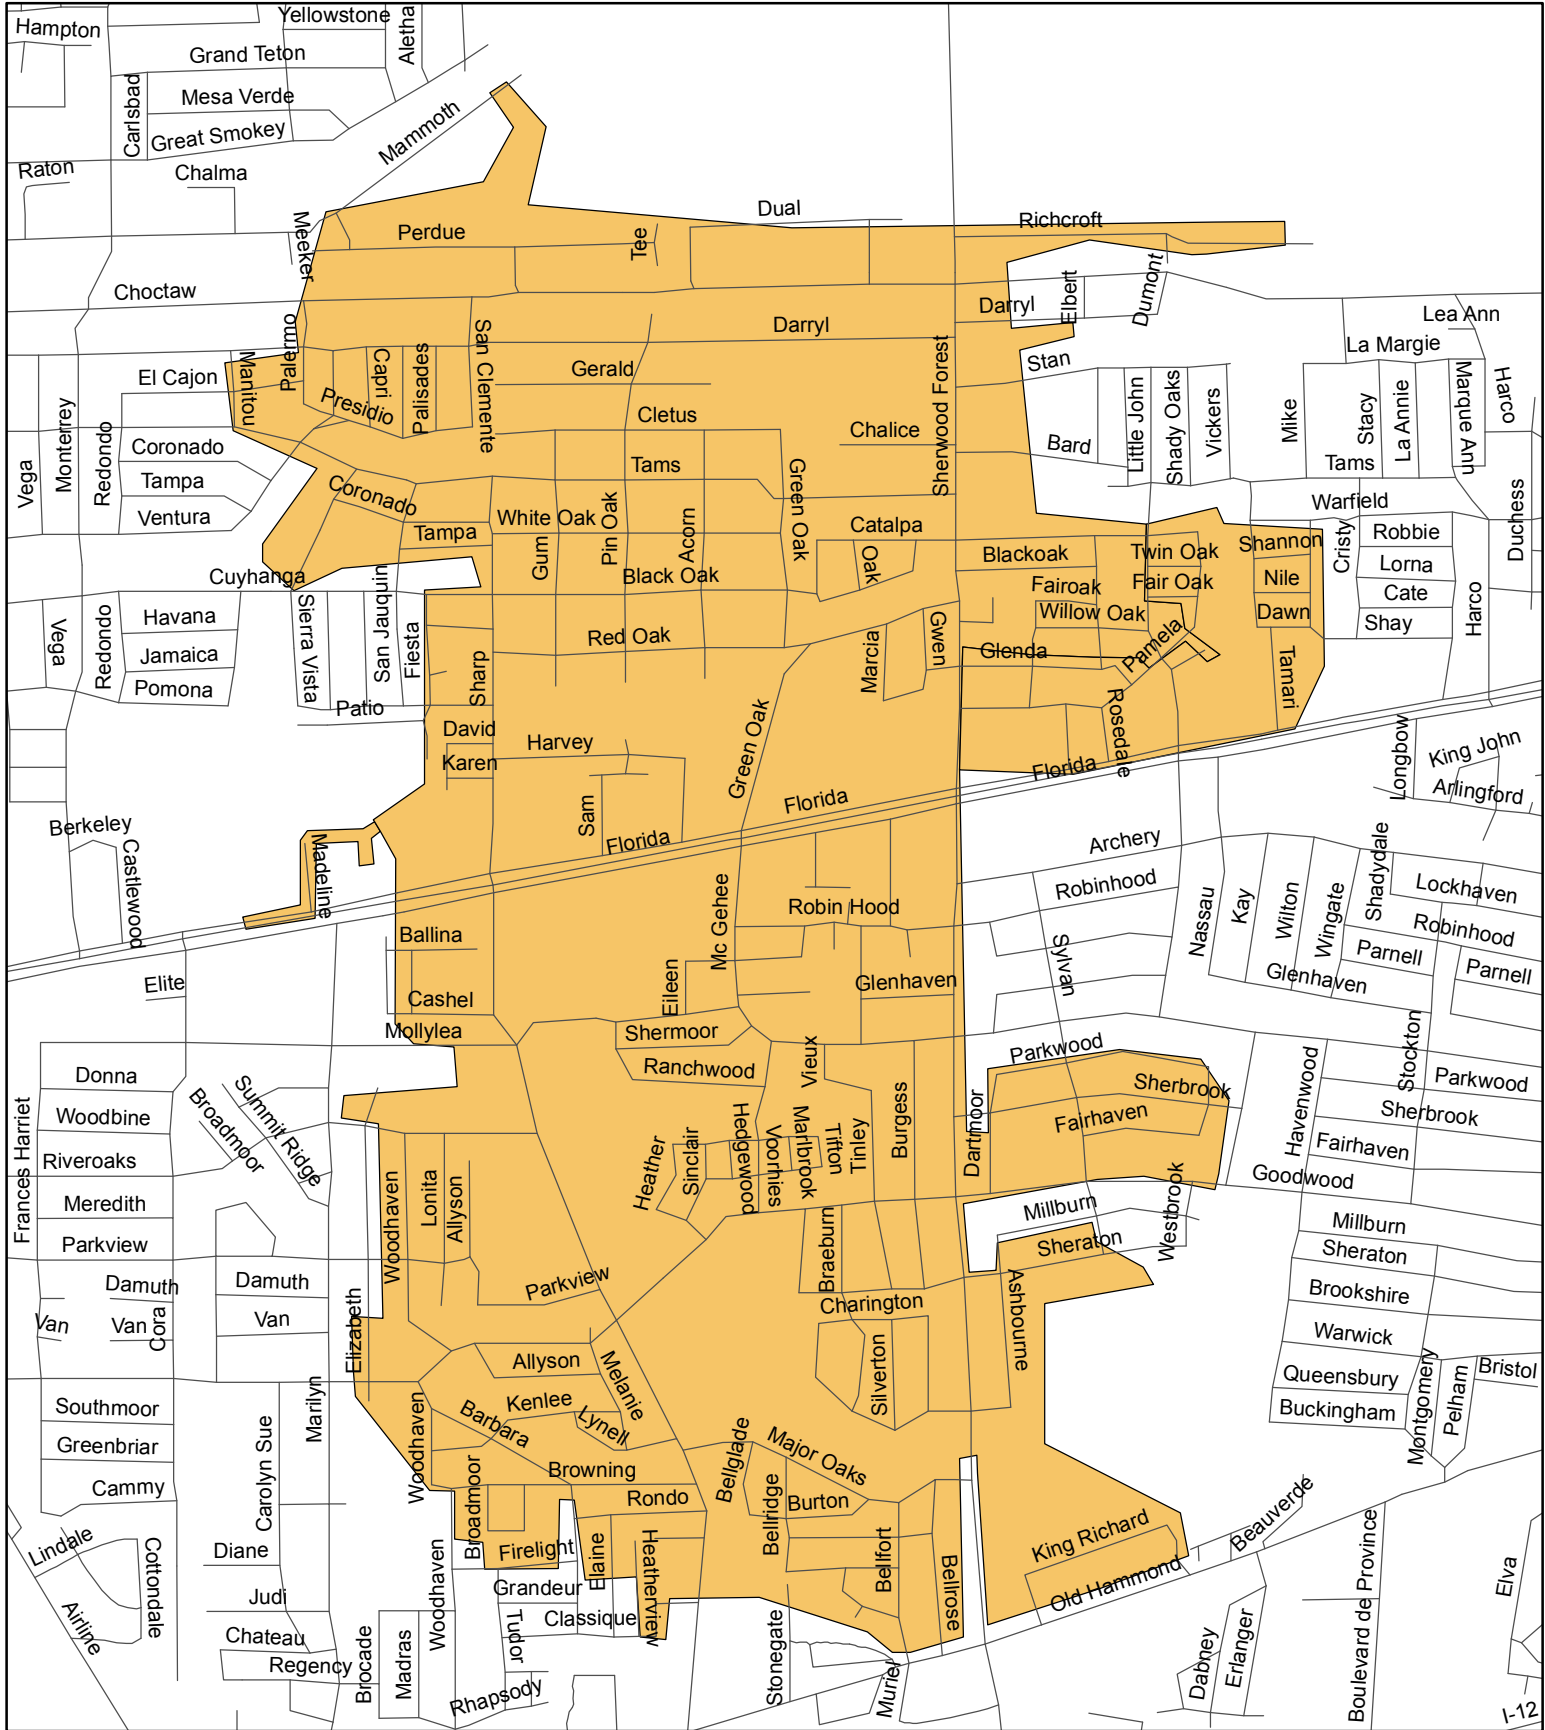 Hampton
Yellowstone
Aletha
Grand Teton
Carlsbad
Mesa Verde
Great Smokey
Mammoth
Raton
Chalma
Meeker
Perdue
Tee
Dual
Richcroft
Choctaw
Darryl
Darryl
Elbert
Dumont
Lea Ann
La Margie
Palermo
Manitou
El Cajon
Capri
Palisades
San Clemente
Presidio
Gerald
Cletus
Sherwood Forest
Chalice
Stan
Bard
Little John
Shady Oaks
Vickers
Mike
Tams
Stacy
La Annie
Marque Ann
Harco
Vega
Monterrey
Redondo
Coronado
Tampa
Ventura
Coronado
Tampa
Tams
White Oak
Gum
Pin Oak
Acorn
Green Oak
Catalpa
Oak
Black Oak
Blackoak
Twin Oak
Fairoak
Fair Oak
Willow Oak
Shannon
Nile
Dawn
Warfield
Cristy
Robbie
Lorna
Cate
Shay
Harco
Duchess
Cuyhanga
Vega
Redondo
Havana
Jamaica
Pomona
Sierra Vista
San Jauquin
Fiesta
Patio
Sharp
Red Oak
Marcia
Gwen
Glenda
Pamela
Rosedale
Tamari
David
Karen
Harvey
Green Oak
Sam
Florida
Florida
Florida
Longbow
King John
Arlingford
Berkeley
Castlewood
Madeline
Archery
Robinhood
Shadydale
Lockhaven
Robinhood
Parnell
Parnell
Nassau
Kay
Wilton
Wingate
Glenhaven
Sylvan
Mc Gehee
Robin Hood
Glenhaven
Ballina
Cashel
Eileen
Elite
Mollylea
Shermoor
Ranchwood
Vieux
Parkwood
Stockton
Parkwood
Sherbrook
Sherbrook
Fairhaven
Fairhaven
Havenwood
Goodwood
Donna
Woodbine
Riveroaks
Meredith
Parkview
Frances Harriet
Broadmoor
Summit Ridge
Woodhaven
Lonita
Allyson
Heather
Sinclair
Hedgewood
Voorhies
Marlbrook
Tifton
Tinley
Burgess
Dartmoor
Millburn
Westbrook
Sheraton
Millburn
Sheraton
Brookshire
Warwick
Queensbury
Buckingham
Montgomery
Pelham
Bristol
Damuth
Van
Van
Cora
Damuth
Van
Elizabeth
Parkview
Braeburn
Charington
Silverton
Ashbourne
Allyson
Melanie
Kenlee
Lynell
Barbara
Woodhaven
Browning
Rondo
Southmoor
Greenbriar
Cammy
Carolyn Sue
Marilyn
Bellglade
Major Oaks
Bellridge
Burton
Bellfort
Bellrose
King Richard
Old Hammond
Beauverde
Broadmoor
Firelight
Elaine
Heatherview
Lindale
Cottondale
Airline
Diane
Judi
Chateau
Regency
Brocade
Madras
Woodhaven
Grandeur
Classique
Tudor
Rhapsody
Stonegate
Muriel
Dabney
Erlanger
Boulevard de Province
Elva
I-12